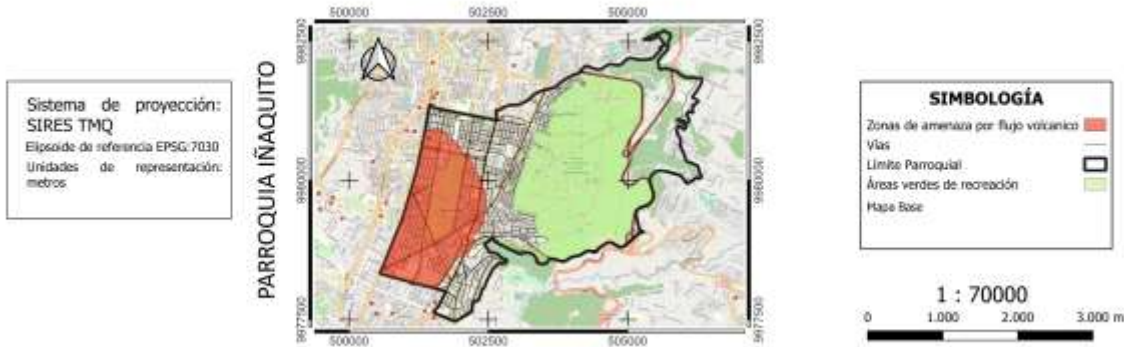 Sistema de proyección:
SIRES TMQ
Elipsoide de referencia EPSG:7030
Unidades de representación:
metros
PARROQUIA IÑAQUITO
500000 502500 505000
9982500 9982500
9980000 9980000
9977500 9977500
500000 502500 505000
SIMBOLOGÍA
Zonas de amenaza por flujo volcanico
Vías
Limite Parroquial
Áreas verdes de recreación
Mapa Base
1 : 70000
0 1.000 2.000 3.000 m